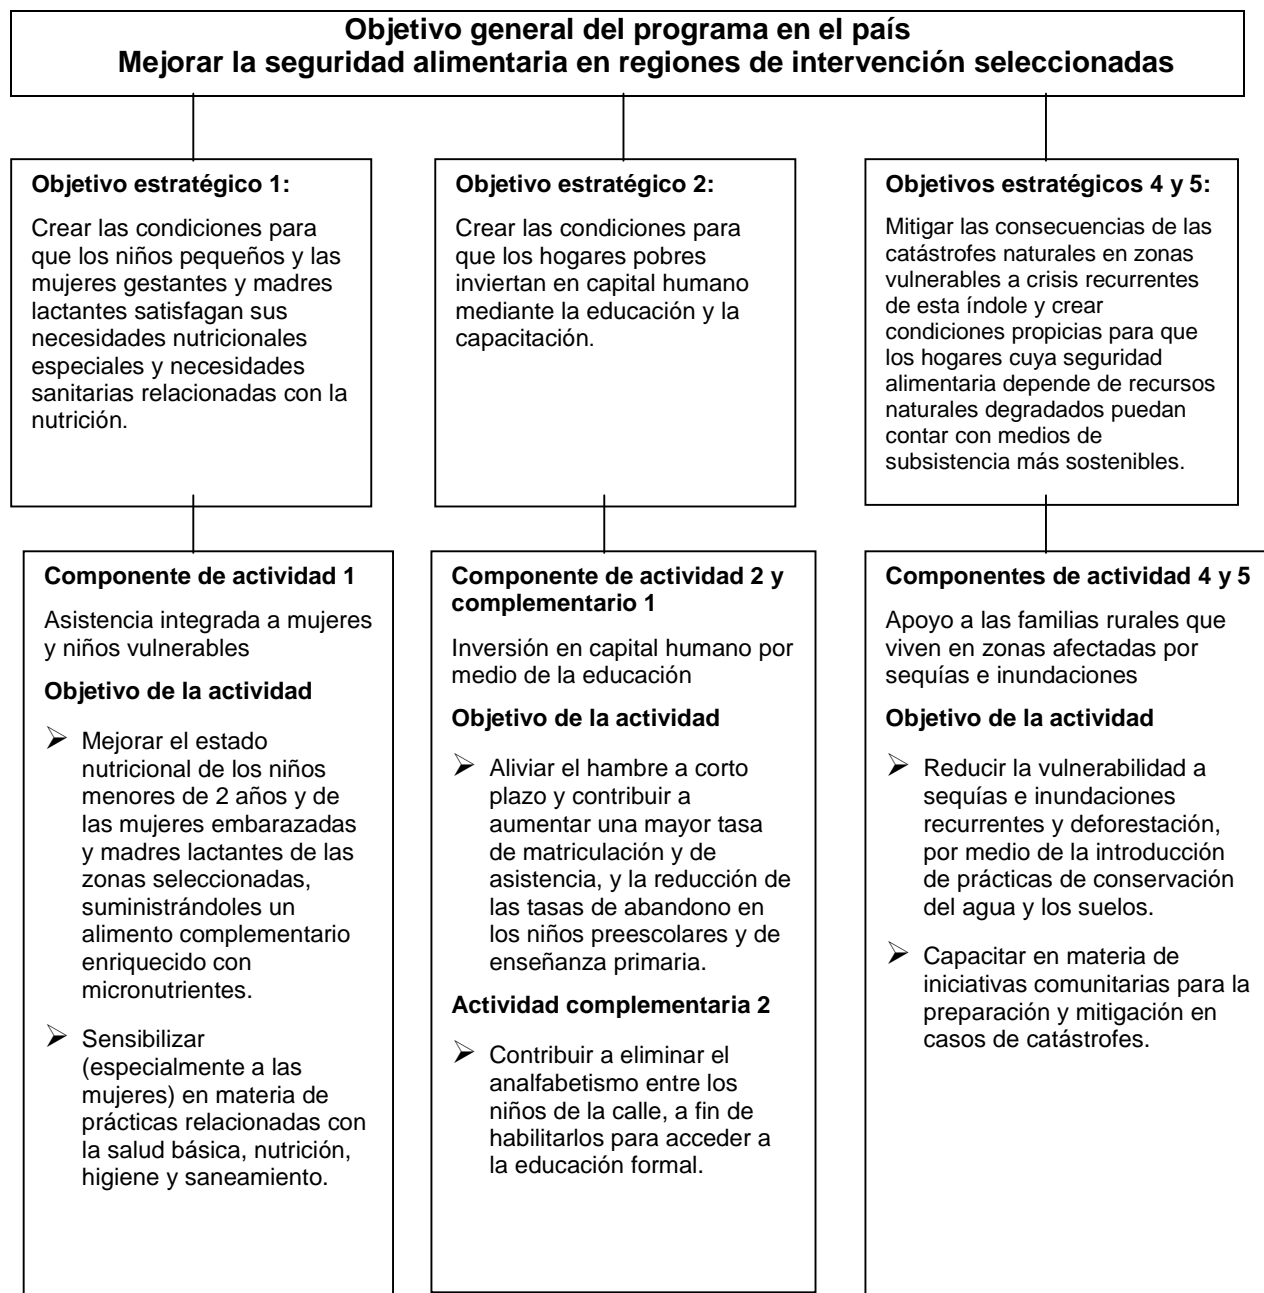 Objetivo general del programa en el país
Mejorar la seguridad alimentaria en regiones de intervención seleccionadas
Objetivo estratégico 1:
Crear las condiciones para
que los niños pequeños y las
mujeres gestantes y madres
lactantes satisfagan sus
necesidades nutricionales
especiales y necesidades
sanitarias relacionadas con la
nutrición.
Objetivo estratégico 2:
Crear las condiciones para
que los hogares pobres
inviertan en capital humano
mediante la educación y la
capacitación.
Objetivos estratégicos 4 y 5:
Mitigar las consecuencias de las
catástrofes naturales en zonas
vulnerables a crisis recurrentes
de esta índole y crear
condiciones propicias para que
los hogares cuya seguridad
alimentaria depende de recursos
naturales degradados puedan
contar con medios de
subsistencia más sostenibles.
Componente de actividad 1
Asistencia integrada a mujeres
y niños vulnerables
Objetivo de la actividad
➢ Mejorar el estado
nutricional de los niños
menores de 2 años y de
las mujeres embarazadas
y madres lactantes de las
zonas seleccionadas,
suministrándoles un
alimento complementario
enriquecido con
micronutrientes.
➢ Sensibilizar
(especialmente a las
mujeres) en materia de
prácticas relacionadas con
la salud básica, nutrición,
higiene y saneamiento.
Componente de actividad 2 y
complementario 1
Inversión en capital humano por
medio de la educación
Objetivo de la actividad
➢ Aliviar el hambre a corto
plazo y contribuir a
aumentar una mayor tasa
de matriculación y de
asistencia, y la reducción de
las tasas de abandono en
los niños preescolares y de
enseñanza primaria.
Actividad complementaria 2
➢ Contribuir a eliminar el
analfabetismo entre los
niños de la calle, a fin de
habilitarlos para acceder a
la educación formal.
Componentes de actividad 4 y 5
Apoyo a las familias rurales que
viven en zonas afectadas por
sequías e inundaciones
Objetivo de la actividad
➢ Reducir la vulnerabilidad a
sequías e inundaciones
recurrentes y deforestación,
por medio de la introducción
de prácticas de conservación
del agua y los suelos.
➢ Capacitar en materia de
iniciativas comunitarias para la
preparación y mitigación en
casos de catástrofes.